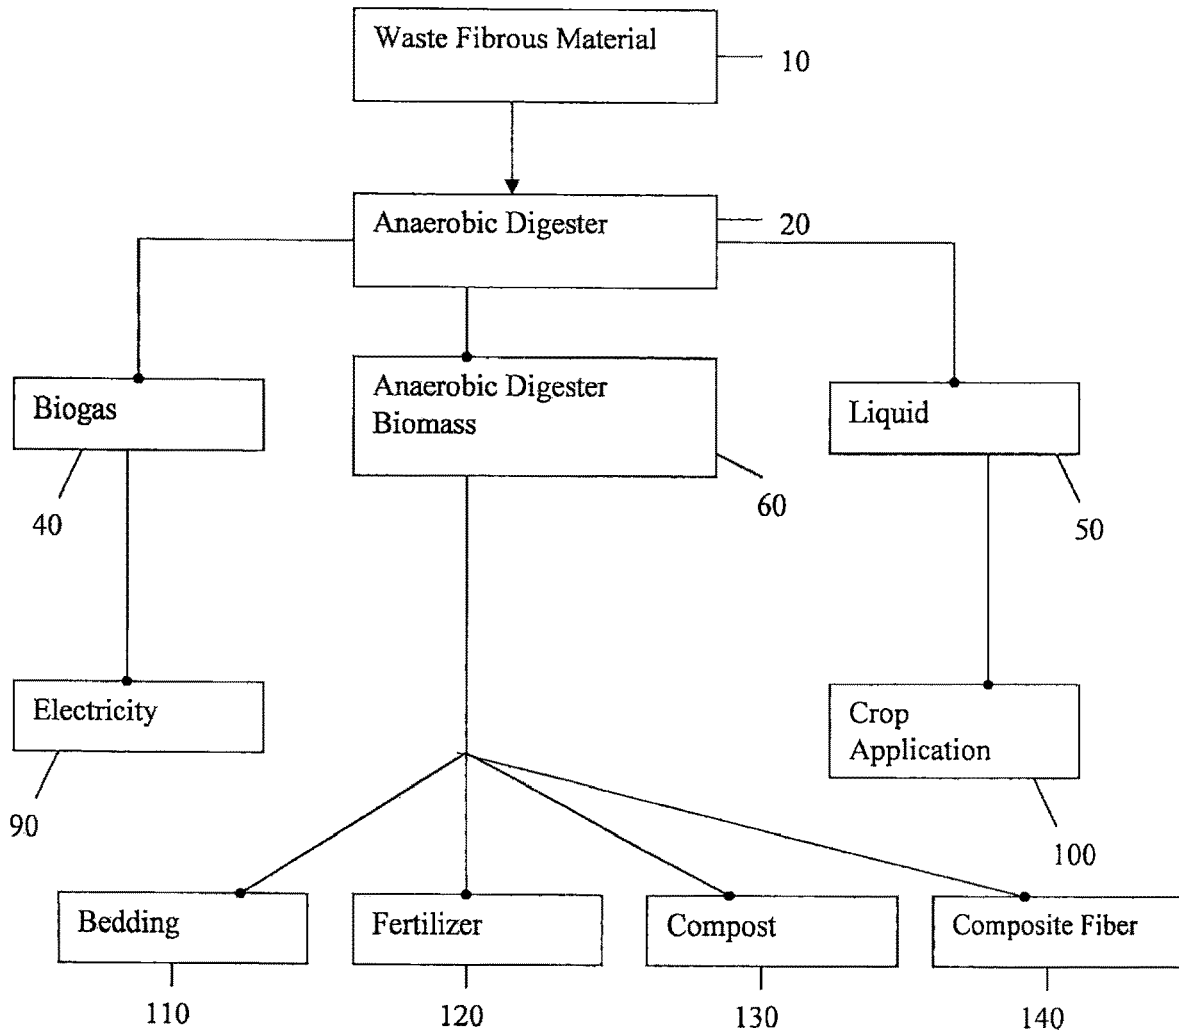 Waste Fibrous Material
10
Anaerobic Digester
20
Biogas
40
Anaerobic Digester
Biomass
60
Liquid
50
Electricity
90
Crop
Application
100
Bedding
110
Fertilizer
120
Compost
130
Composite Fiber
140